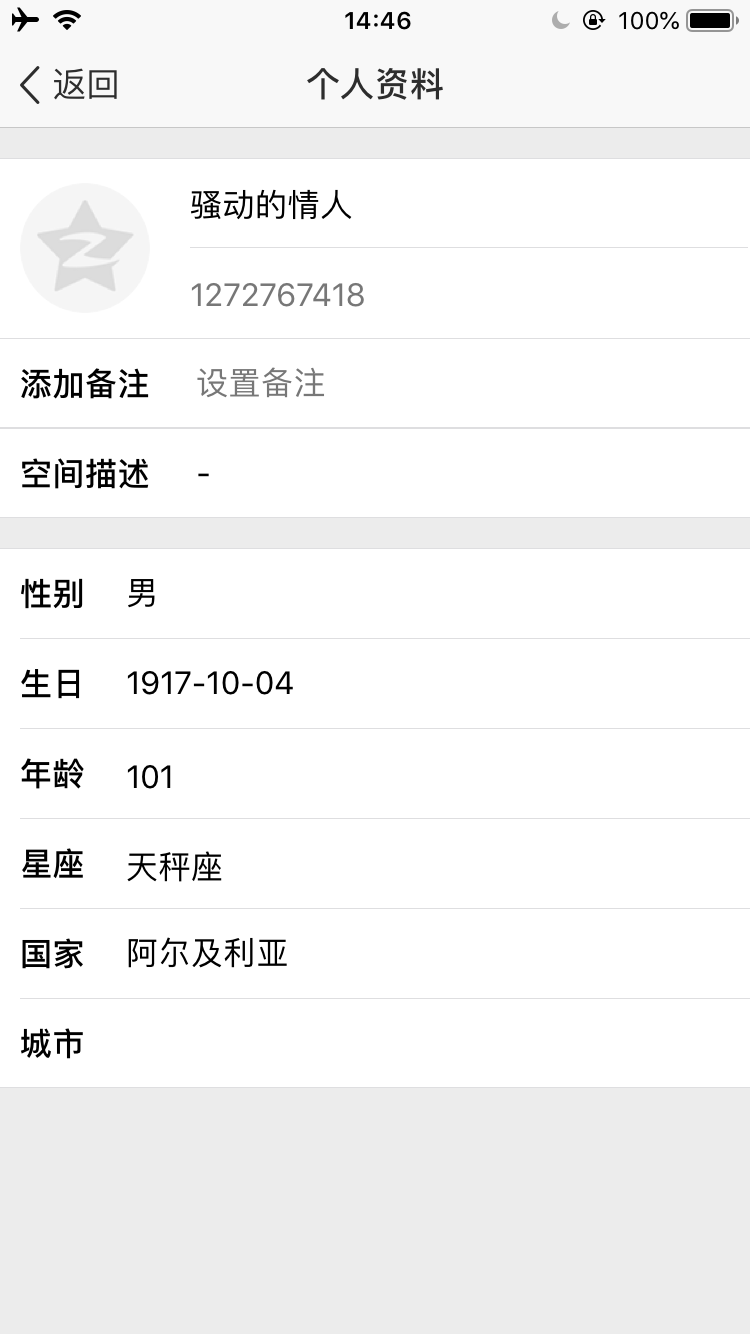 14:46
100%
返回
个人资料
骚动的情人
1272767418
添加备注 设置备注
空间描述 -
性别 男
生日 1917-10-04
年龄 101
星座 天秤座
国家 阿尔及利亚
城市